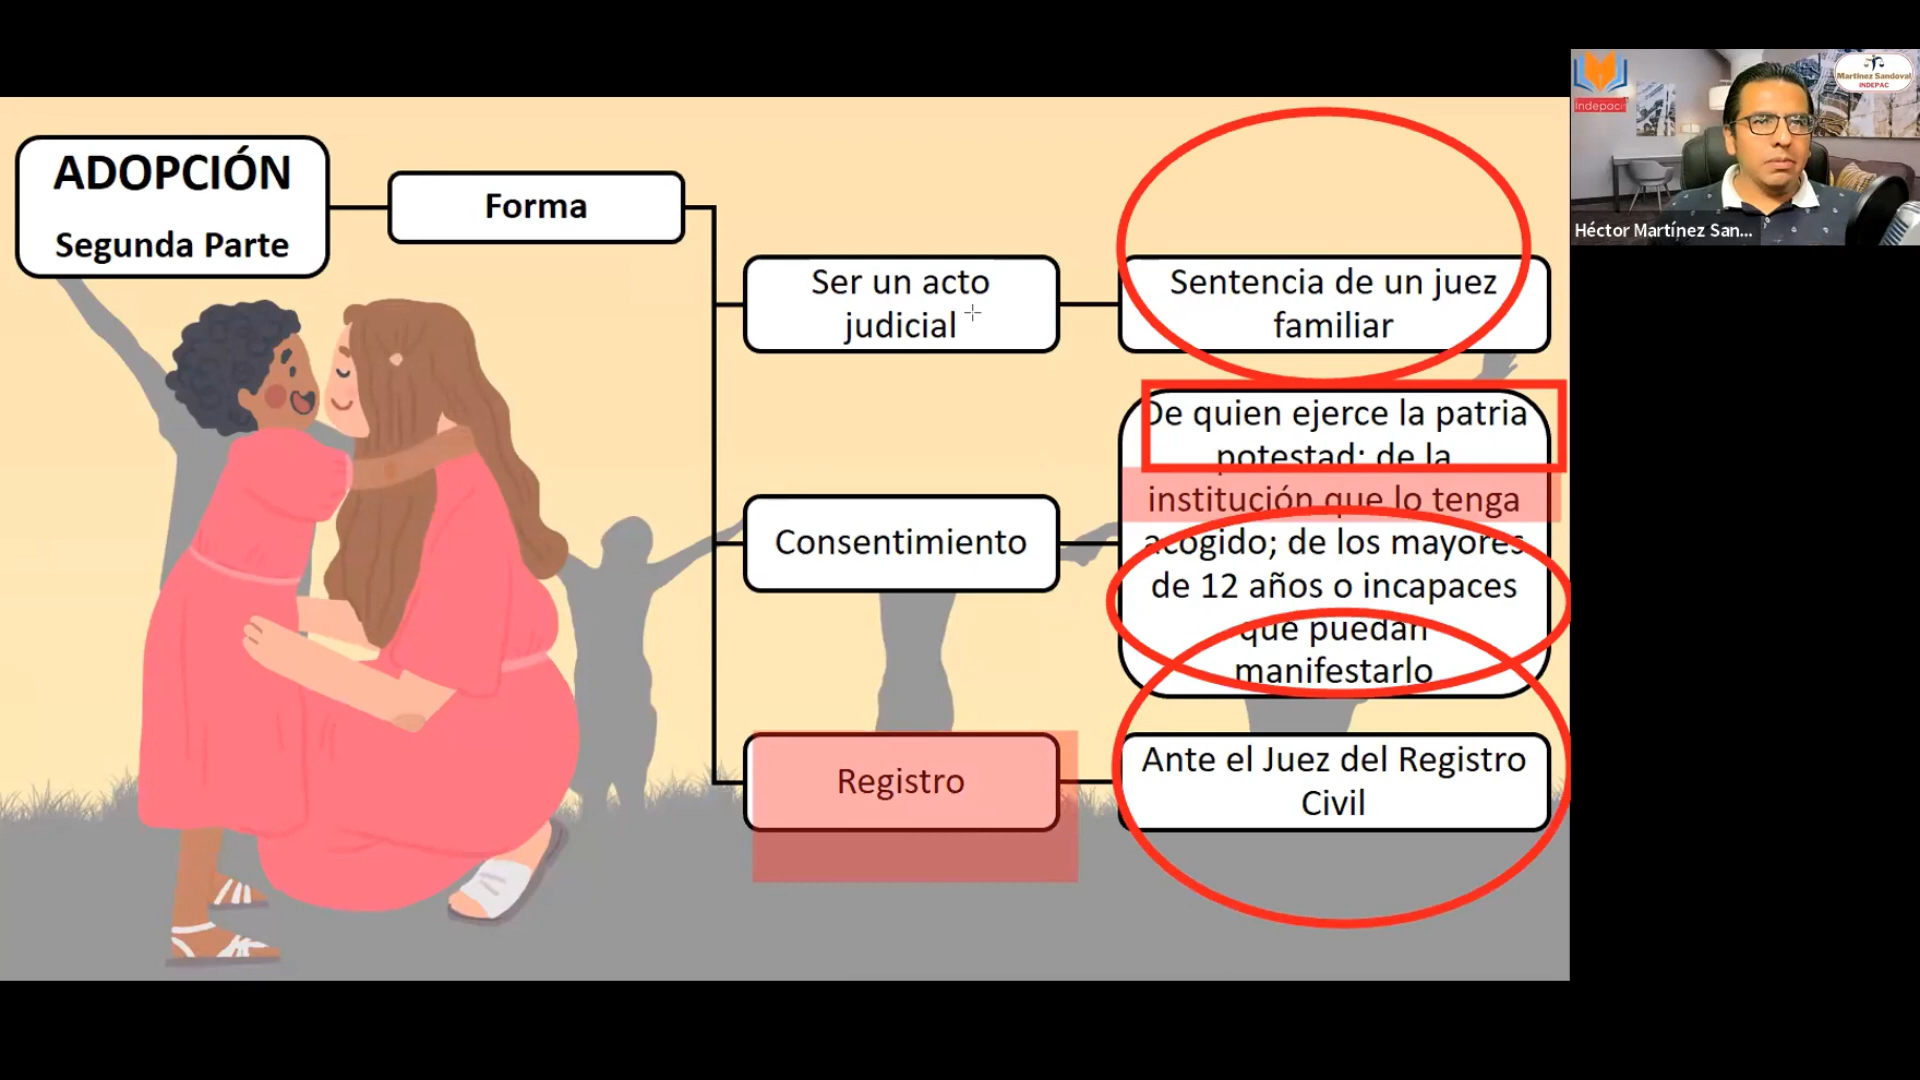 ADOPCIÓN
Segunda Parte
Forma
Ser un acto
judicial
Sentencia de un juez
familiar
Consentimiento
De quien ejerce la patria
potestad; de la
institución que lo tenga
acogido; de los mayores
de 12 años o incapaces
que puedan
manifestarlo
Registro
Ante el Juez del Registro
Civil
Indepac
Martínez Sandoval
INDEPAC
Héctor Martínez San...